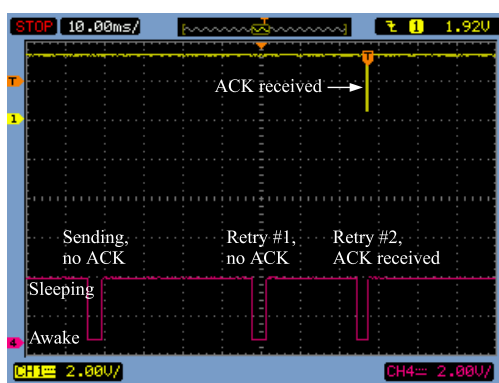 STOP 10.00ms/ T 1 1.92V
T
T
ACK received
1
Sending, no ACK
Retry #1, no ACK
Retry #2, ACK received
Sleeping
Awake
4
CH1 2.00V/ CH4 2.00V/